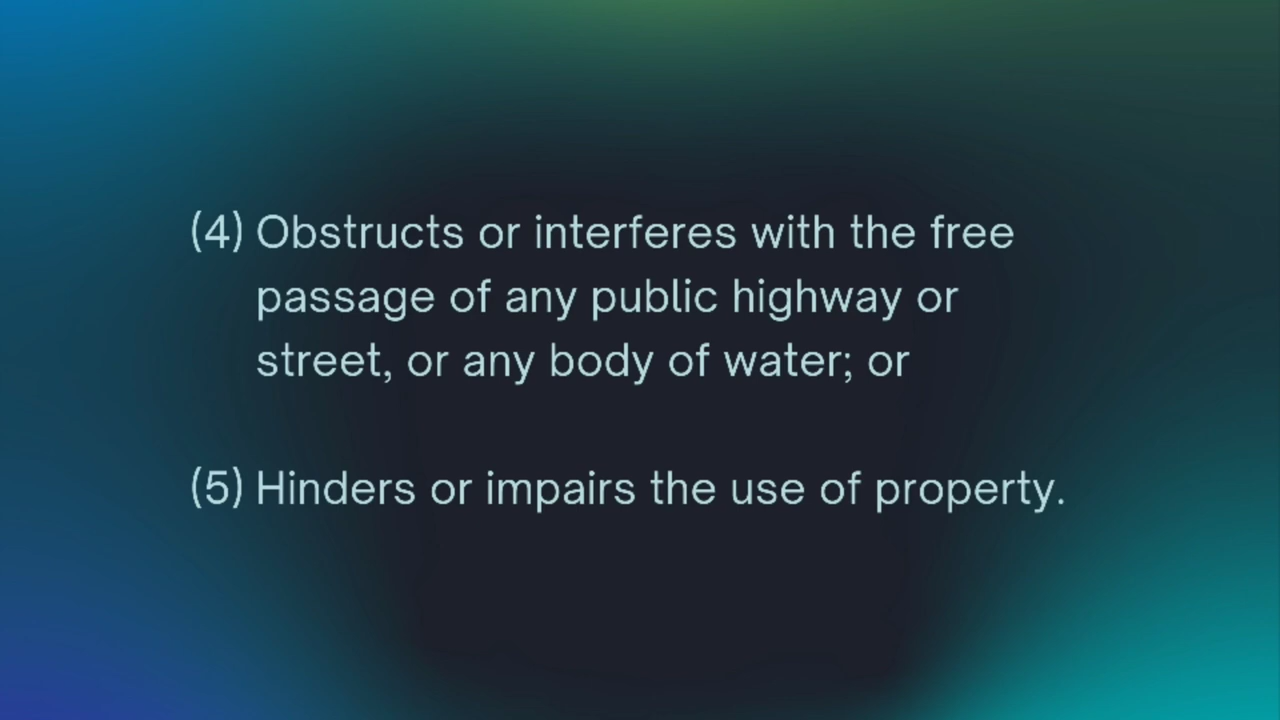 (4) Obstructs or interferes with the free
passage of any public highway or
street, or any body of water; or
(5) Hinders or impairs the use of property.